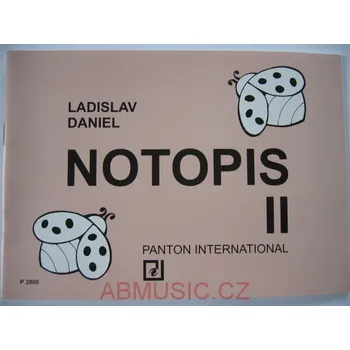 LADISLAV
DANIEL
NOTOPIS
II
PANTON INTERNATIONAL
P 2800
ABMUSIC.CZ